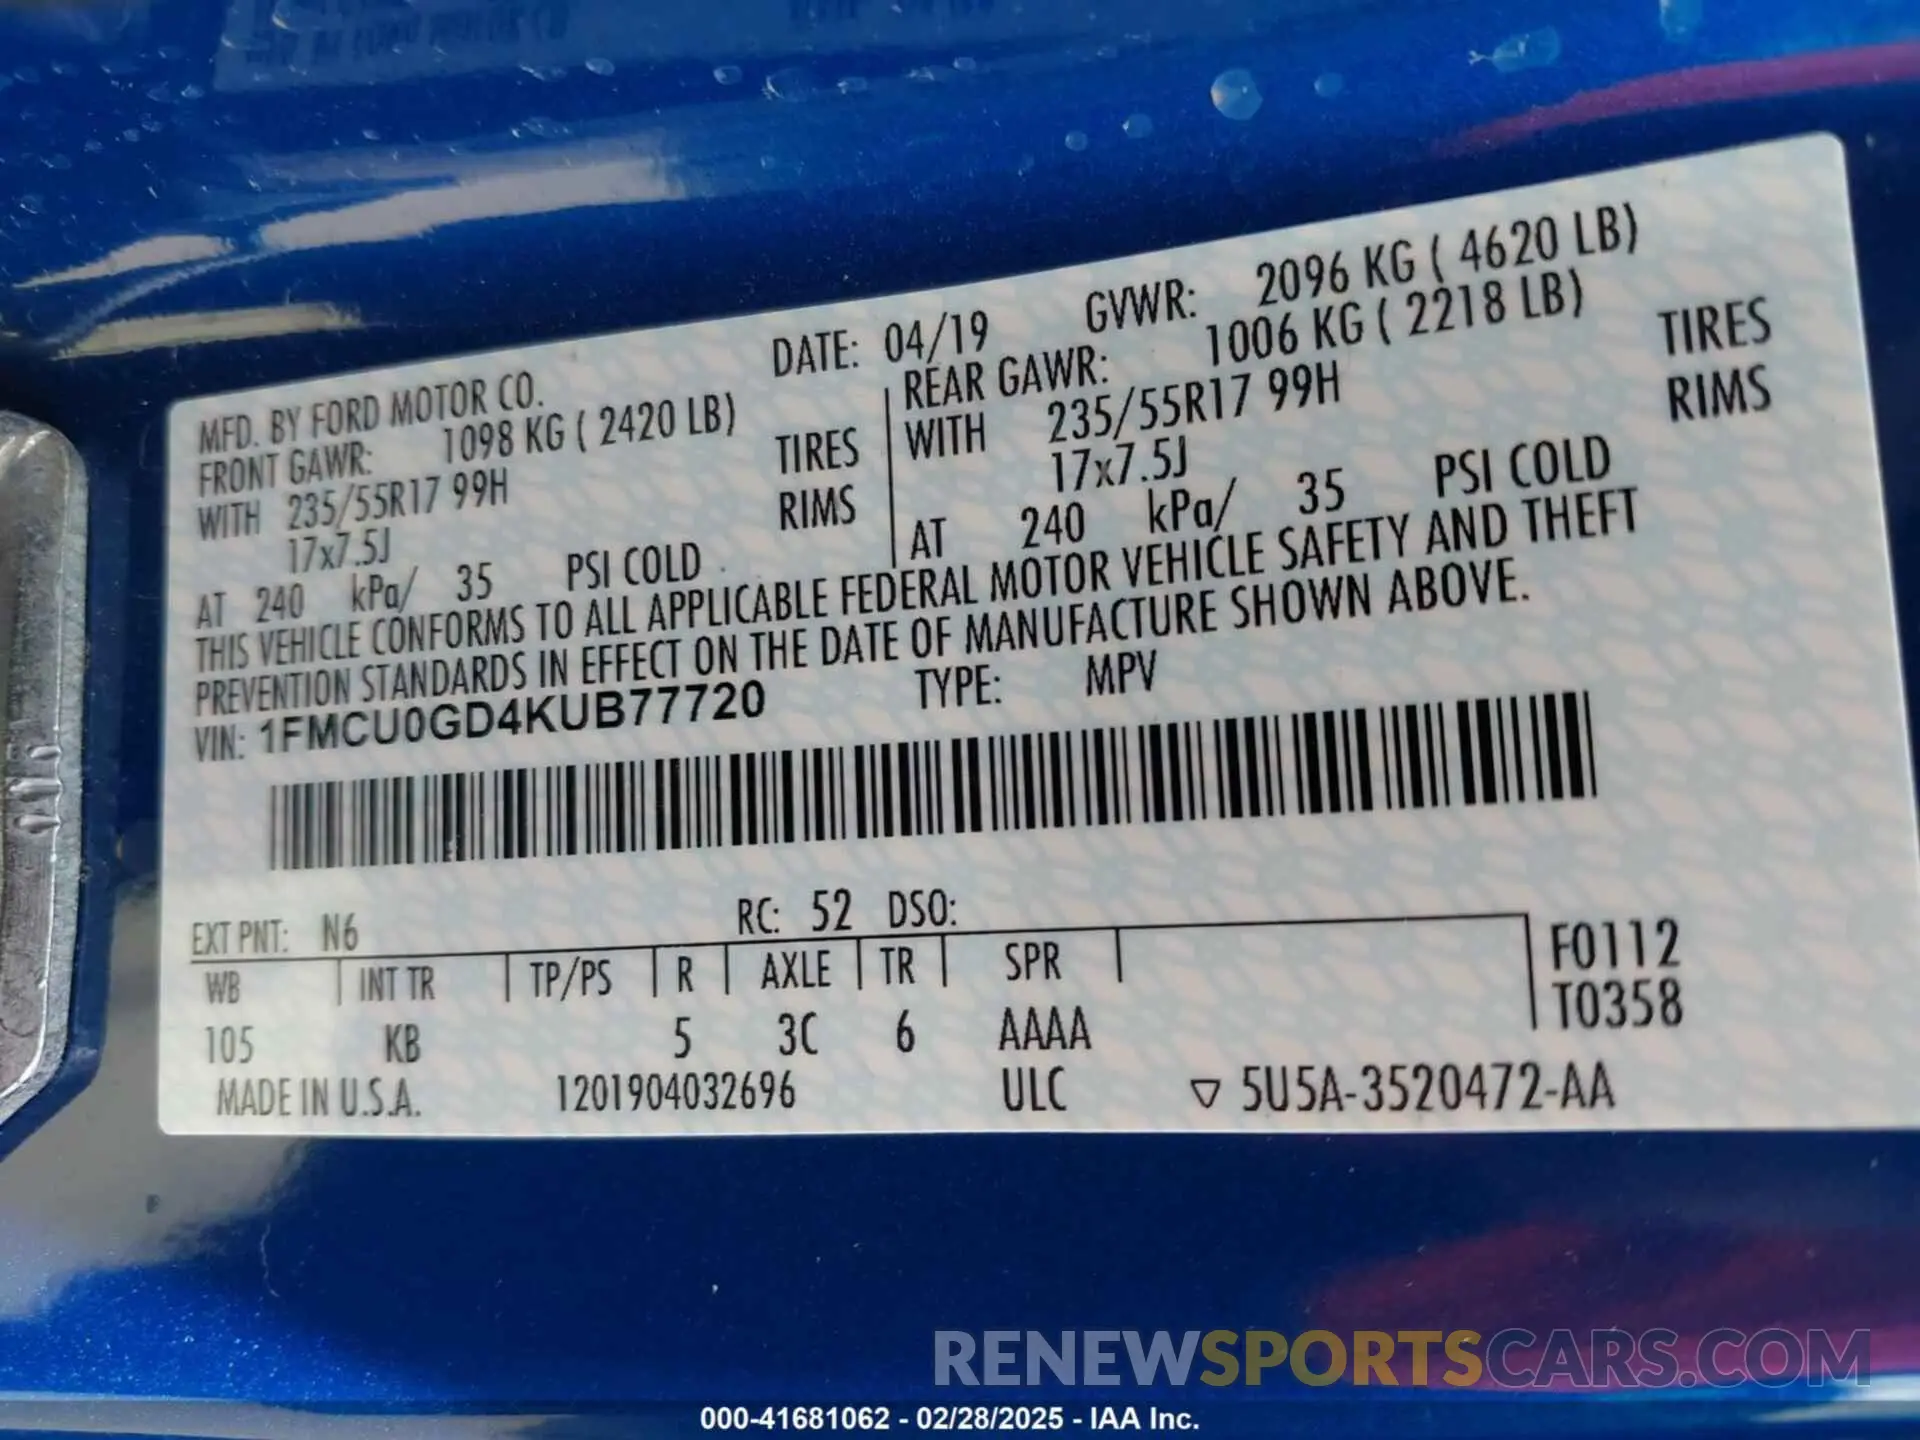 MFD. BY FORD MOTOR CO. DATE: 04/19 GVWR: 2096 KG ( 4620 LB)
FRONT GAWR: 1098 KG ( 2420 LB) REAR GAWR: 1006 KG ( 2218 LB)
WITH 235/55R17 99H TIRES WITH 235/55R17 99H TIRES
17x7.5J RIMS 17x7.5J RIMS
AT 240 kPa/ 35 PSI COLD AT 240 kPa/ 35 PSI COLD
THIS VEHICLE CONFORMS TO ALL APPLICABLE FEDERAL MOTOR VEHICLE SAFETY AND THEFT
PREVENTION STANDARDS IN EFFECT ON THE DATE OF MANUFACTURE SHOWN ABOVE.
VIN: 1FMCU0GD4KUB77720 TYPE: MPV
EXT PNT: N6 RC: 52 DSO:
WB INT TR TP/PS R AXLE TR SPR F0112
T0358
105 KB 5 3C 6 AAAA
MADE IN U.S.A. 1201904032696 ULC ▽ 5U5A-3520472-AA
RENEWSPORTSCARS.COM
000-41681062 - 02/28/2025 - IAA Inc.